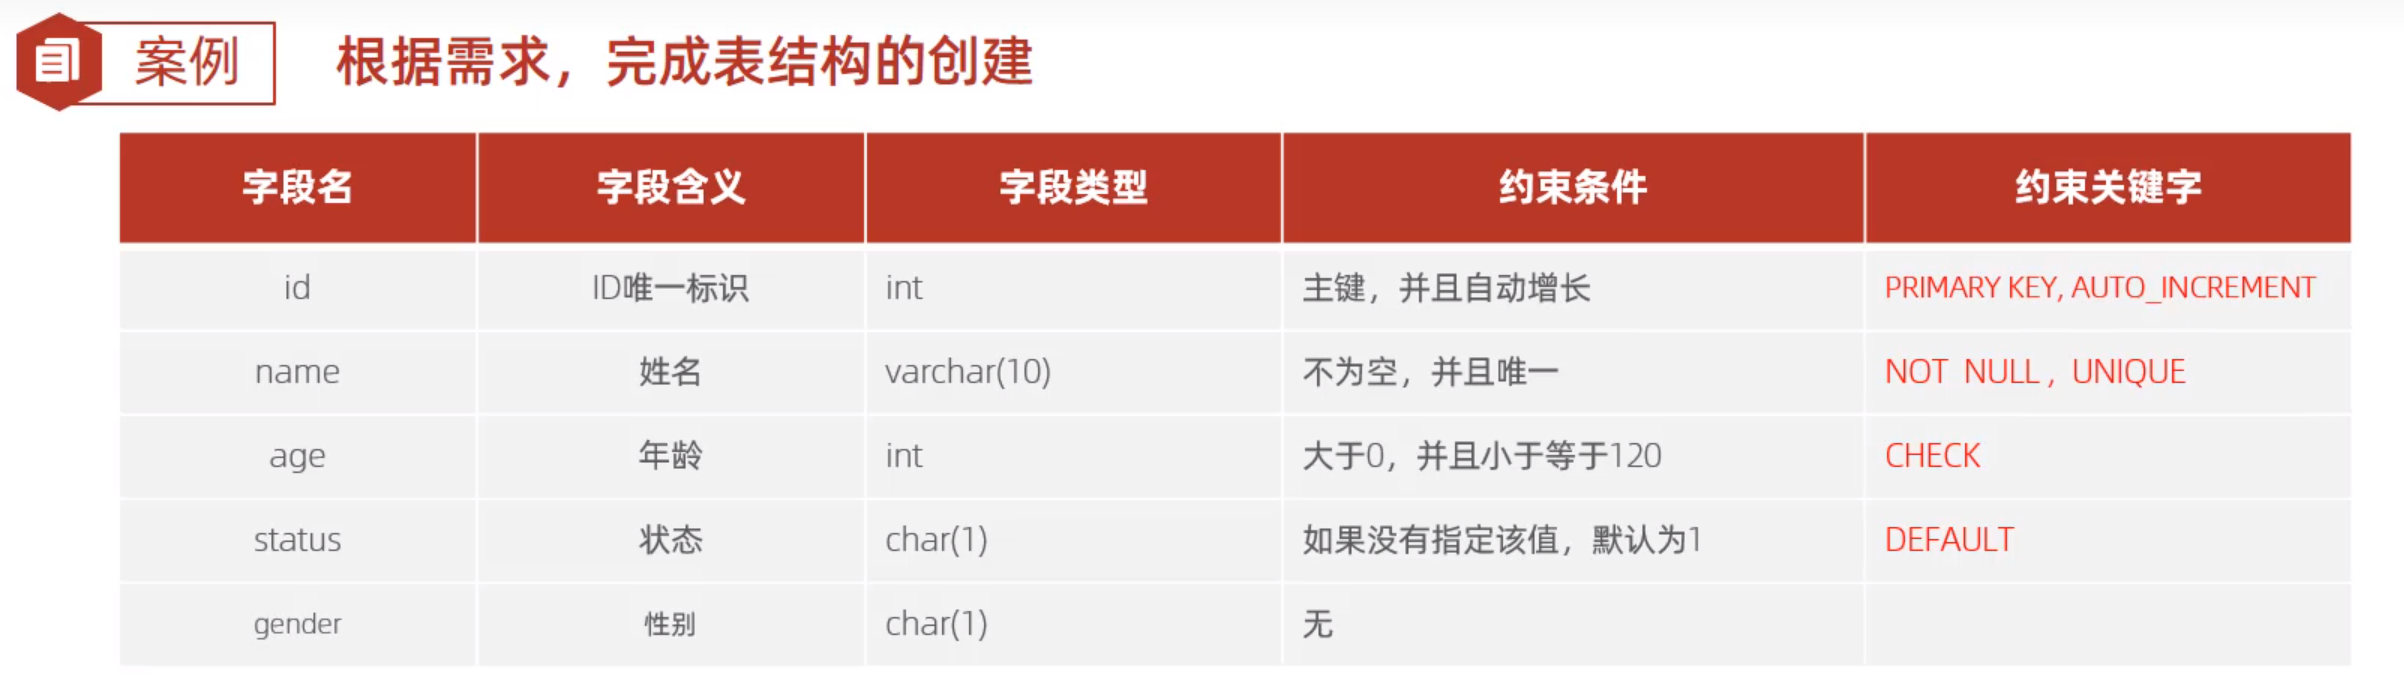 案例
根据需求，完成表结构的创建
字段名 字段含义 字段类型 约束条件 约束关键字
id ID唯一标识 int 主键，并且自动增长 PRIMARY KEY, AUTO_INCREMENT
name 姓名 varchar(10) 不为空，并且唯一 NOT NULL , UNIQUE
age 年龄 int 大于0，并且小于等于120 CHECK
status 状态 char(1) 如果没有指定该值，默认为1 DEFAULT
gender 性别 char(1) 无